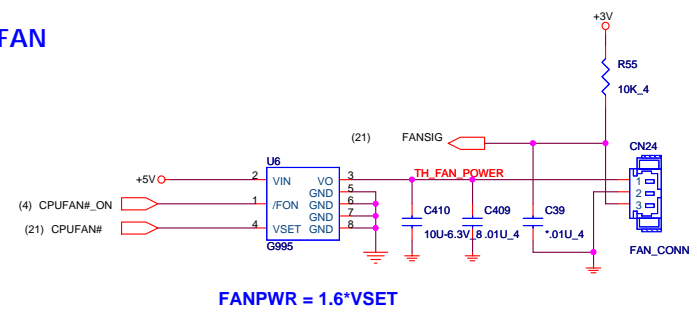 FAN
+3V
R55
10K_4
(21) FANSIG
CN24
U6
+5V 2 VIN VO 3 TH_FAN_POWER 1
GND 5 2
(4) CPUFAN#_ON 1 /FON GND 6 3
GND 7
(21) CPUFAN# 4 VSET GND 8
G995
C410 C409 C39
10U-6.3V_8 .01U_4 *.01U_4
FAN_CONN
FANPWR = 1.6*VSET